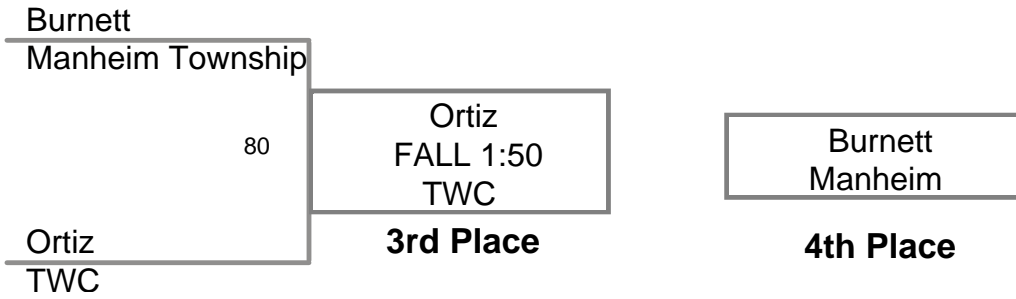 Burnett
Manheim Township
80
Ortiz
TWC
Ortiz
FALL 1:50
TWC
3rd Place
Burnett
Manheim
4th Place